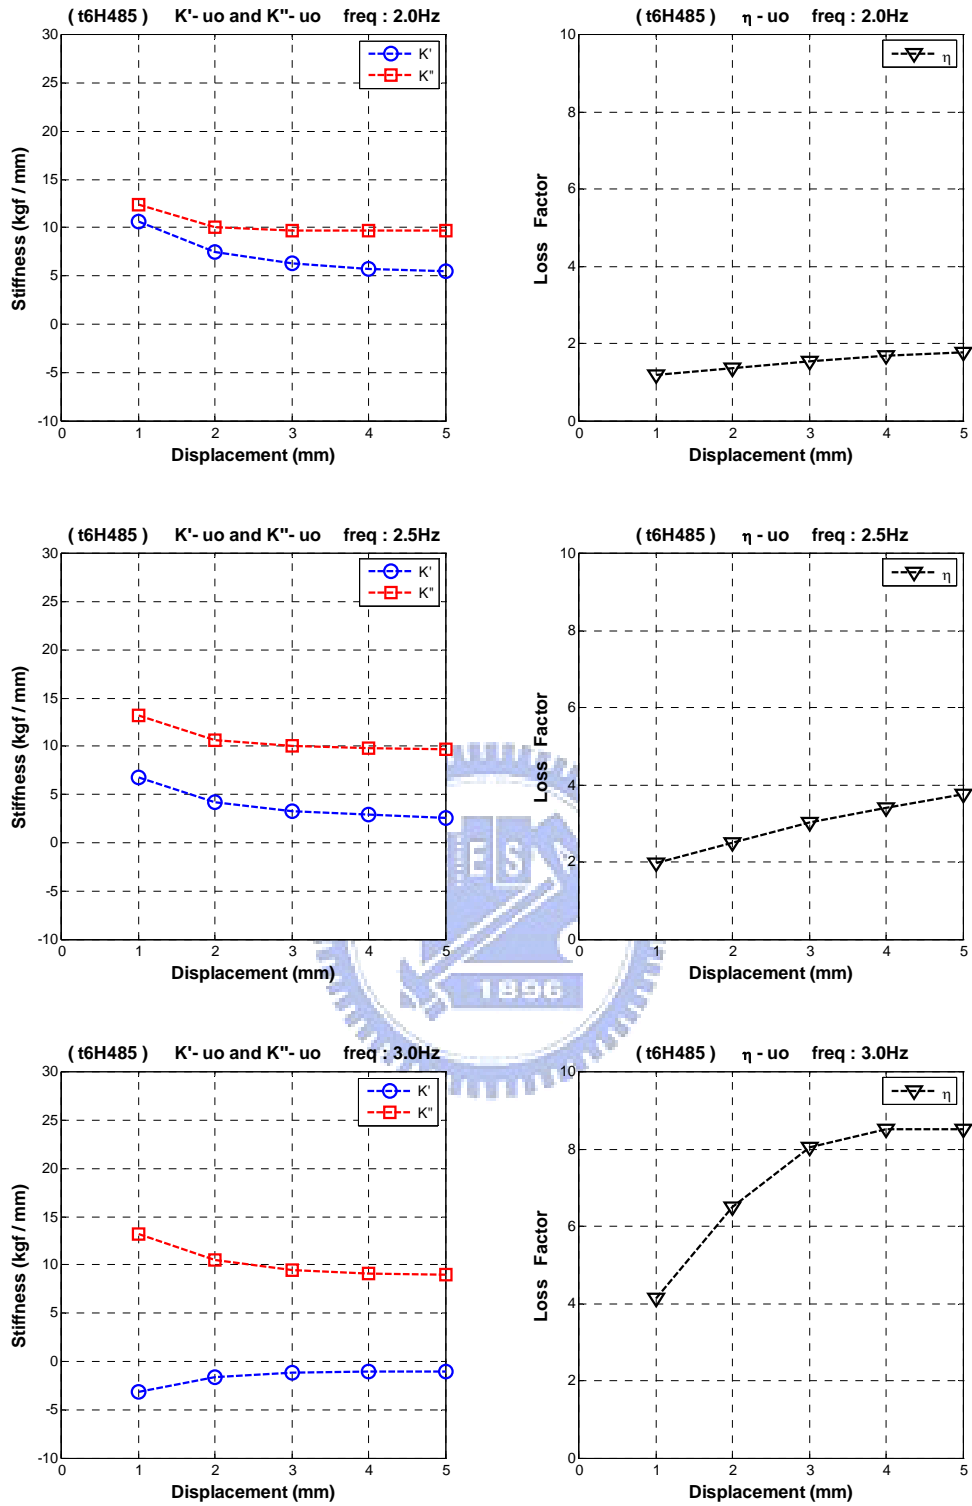 ( t6H485 ) K'- uo and K"- uo freq : 2.0Hz
30
25
20
15
10
5
0
-5
-10
0 1 2 3 4 5
Stiffness (kgf / mm)
Displacement (mm)
K'
K"
( t6H485 ) η - uo freq : 2.0Hz
10
8
6
4
2
0
0 1 2 3 4 5
Loss Factor
Displacement (mm)
η
( t6H485 ) K'- uo and K"- uo freq : 2.5Hz
30
25
20
15
10
5
0
-5
-10
0 1 2 3 4 5
Stiffness (kgf / mm)
Displacement (mm)
K'
K"
( t6H485 ) η - uo freq : 2.5Hz
10
8
6
4
2
0
0 1 2 3 4 5
Loss Factor
Displacement (mm)
η
ES
1896
( t6H485 ) K'- uo and K"- uo freq : 3.0Hz
30
25
20
15
10
5
0
-5
-10
0 1 2 3 4 5
Stiffness (kgf / mm)
Displacement (mm)
K'
K"
( t6H485 ) η - uo freq : 3.0Hz
10
8
6
4
2
0
0 1 2 3 4 5
Loss Factor
Displacement (mm)
η